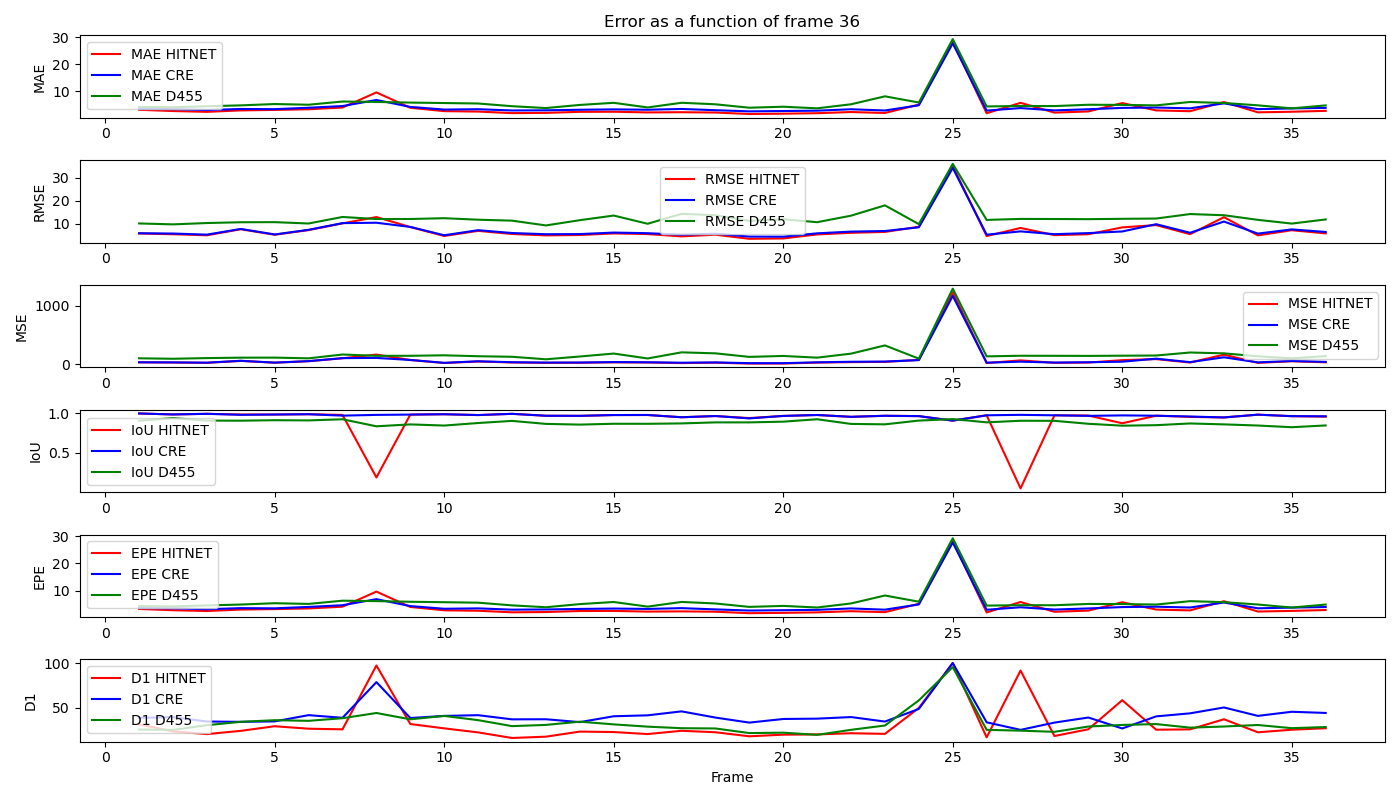 Error as a function of frame 36
MAE
30
20
10
MAE HITNET
MAE CRE
MAE D455
0 5 10 15 20 25 30 35
RMSE
30
20
10
RMSE HITNET
RMSE CRE
RMSE D455
0 5 10 15 20 25 30 35
MSE
1000
0
MSE HITNET
MSE CRE
MSE D455
0 5 10 15 20 25 30 35
IoU
1.0
0.5
IoU HITNET
IoU CRE
IoU D455
0 5 10 15 20 25 30 35
EPE
30
20
10
EPE HITNET
EPE CRE
EPE D455
0 5 10 15 20 25 30 35
D1
100
50
D1 HITNET
D1 CRE
D1 D455
0 5 10 15 20 25 30 35
Frame